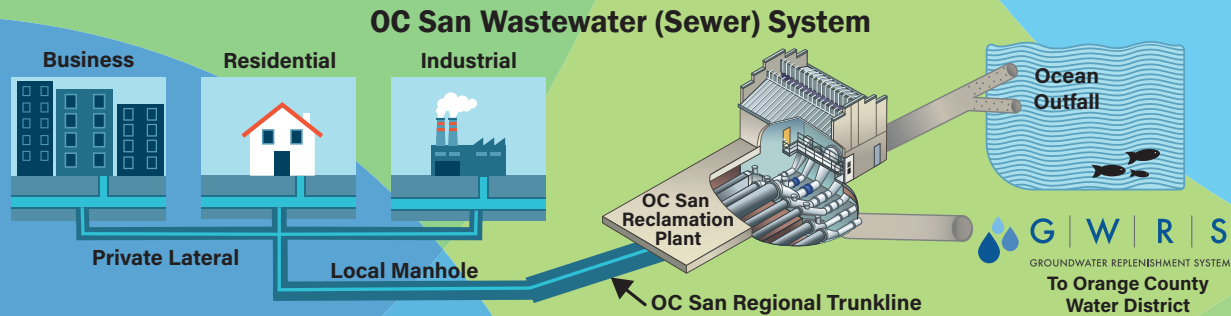 OC San Wastewater (Sewer) System
Business
Residential
Industrial
Ocean
Outfall
OC San
Reclamation
Plant
Private Lateral
Local Manhole
OC San Regional Trunkline
G | W | R | S
GROUNDWATER REPLENISHMENT SYSTEM
To Orange County
Water District